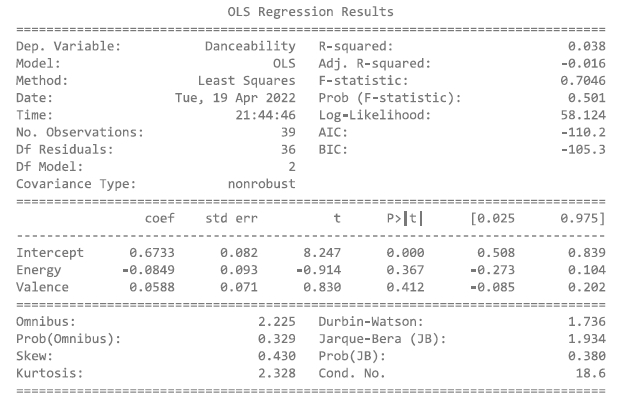 OLS Regression Results
==============================================================================
Dep. Variable: Danceability R-squared: 0.038
Model: OLS Adj. R-squared: -0.016
Method: Least Squares F-statistic: 0.7046
Date: Tue, 19 Apr 2022 Prob (F-statistic): 0.501
Time: 21:44:46 Log-Likelihood: 58.124
No. Observations: 39 AIC: -110.2
Df Residuals: 36 BIC: -105.3
Df Model: 2
Covariance Type: nonrobust
==============================================================================
coef std err t P>|t| [0.025 0.975]
------------------------------------------------------------------------------
Intercept 0.6733 0.082 8.247 0.000 0.508 0.839
Energy -0.0849 0.093 -0.914 0.367 -0.273 0.104
Valence 0.0588 0.071 0.830 0.412 -0.085 0.202
==============================================================================
Omnibus: 2.225 Durbin-Watson: 1.736
Prob(Omnibus): 0.329 Jarque-Bera (JB): 1.934
Skew: 0.430 Prob(JB): 0.380
Kurtosis: 2.328 Cond. No. 18.6
==============================================================================